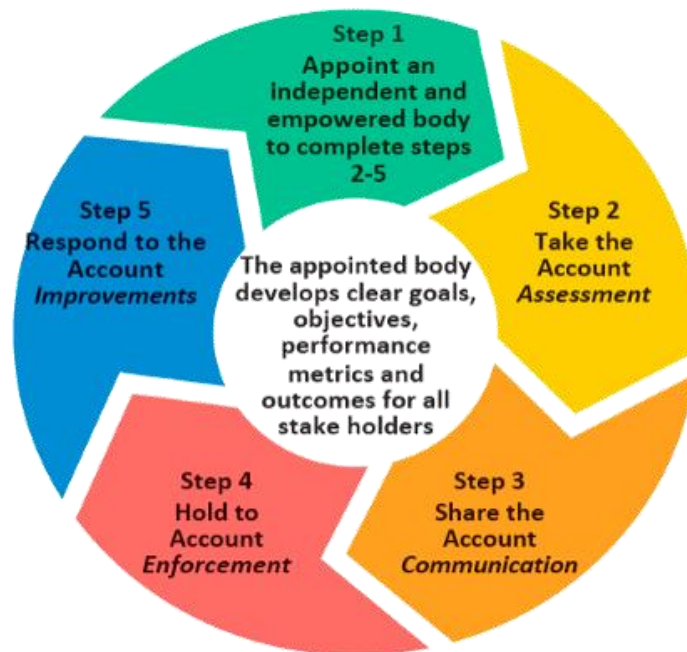 Step 1
Appoint an
independent and
empowered body
to complete steps
2-5
Step 2
Take the
Account
Assessment
Step 3
Share the
Account
Communication
Step 4
Hold to
Account
Enforcement
Step 5
Respond to the
Account
Improvements
The appointed body
develops clear goals,
objectives,
performance
metrics and
outcomes for all
stake holders